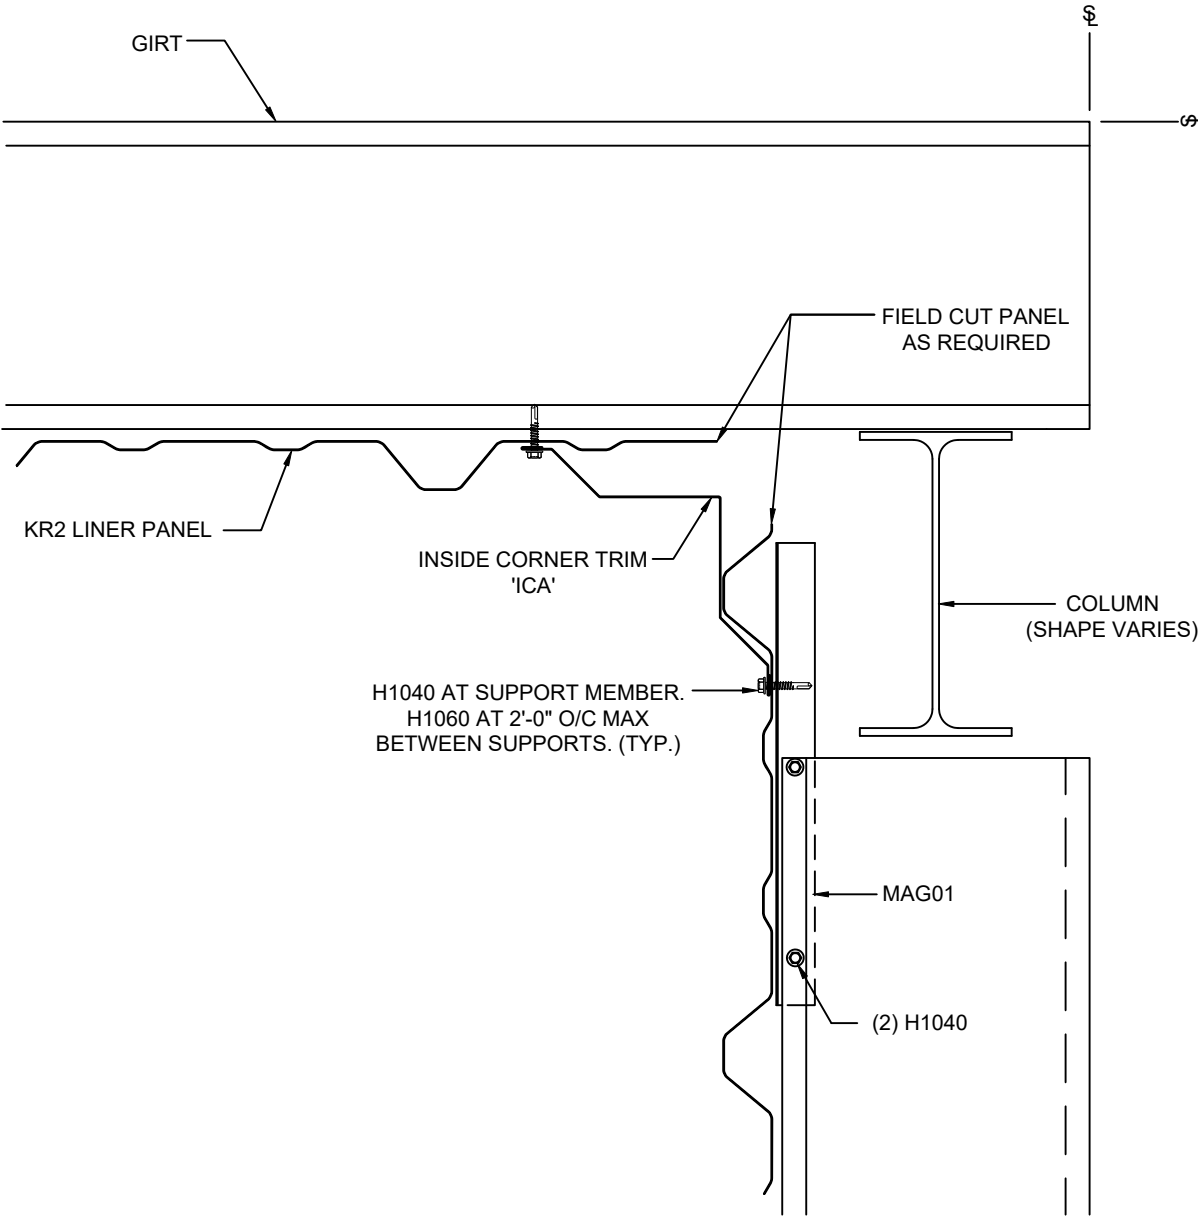 GIRT
FIELD CUT PANEL
AS REQUIRED
KR2 LINER PANEL
INSIDE CORNER TRIM
'ICA'
COLUMN
(SHAPE VARIES)
H1040 AT SUPPORT MEMBER.
H1060 AT 2'-0" O/C MAX
BETWEEN SUPPORTS. (TYP.)
MAG01
(2) H1040